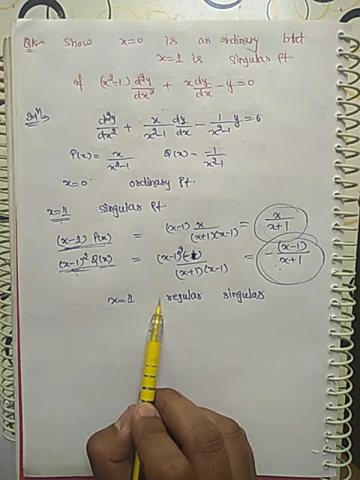 Qn Show x=0 is an ordinary but
x=1 is singular pt
of (x²-1) d²y/dx² + x dy/dx - y = 0
Solⁿ
d²y/dx² + x/(x²-1) dy/dx - 1/(x²-1) y = 0
P(x) = x/(x²-1) Q(x) = -1/(x²-1)
x=0 ordinary pt.
x=1 singular pt
(x-1) P(x) = (x-1) x/((x+1)(x-1)) = x/(x+1)
(x-1)² Q(x) = (x-1)²(-1)/((x+1)(x-1)) = -(x-1)/(x+1)
x=1 regular singular